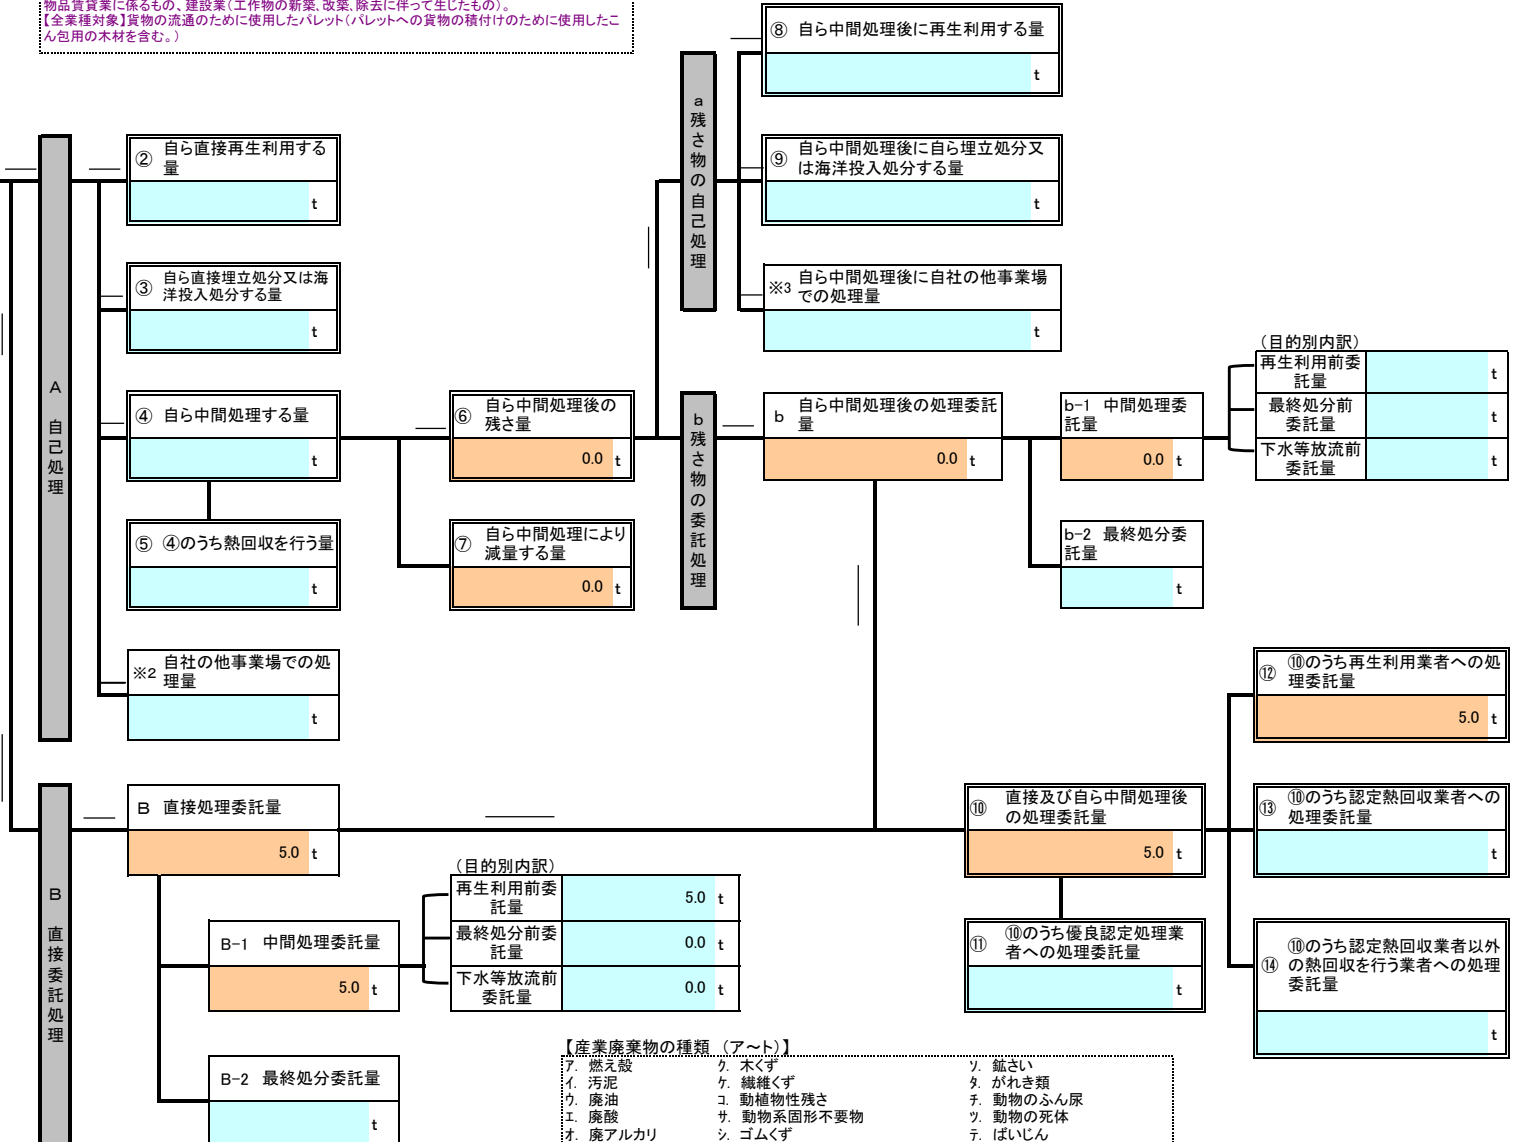 物品賃貸業に係るもの、建設業（工作物の新築、改築、除去に伴って生じたもの）。
【全業種対象】貨物の流通のために使用したパレット（パレットへの貨物の積付けのために使用したこ
ん包用の木材を含む。）
⑧ 自ら中間処理後に再生利用する量
t
a 残さ物の自己処理
② 自ら直接再生利用する
量
t
⑨ 自ら中間処理後に自ら埋立処分又
は海洋投入処分する量
t
③ 自ら直接埋立処分又は海
洋投入処分する量
t
※3 自ら中間処理後に自社の他事業場
での処理量
t
A 自己処理
④ 自ら中間処理する量
t
⑥ 自ら中間処理後の
残さ量
0.0 t
b 残さ物の委託処理
b 自ら中間処理後の処理委託
量
0.0 t
b-1 中間処理委
託量
0.0 t
（目的別内訳）
再生利用前委
託量
t
最終処分前
委託量
t
下水等放流前
委託量
t
⑤ ④のうち熱回収を行う量
t
⑦ 自ら中間処理により
減量する量
0.0 t
b-2 最終処分委
託量
t
※2 自社の他事業場での処
理量
t
⑫ ⑩のうち再生利用業者への処
理委託量
5.0 t
B 直接委託処理
B 直接処理委託量
5.0 t
⑩ 直接及び自ら中間処理後
の処理委託量
5.0 t
⑬ ⑩のうち認定熱回収業者への
処理委託量
t
B-1 中間処理委託量
5.0 t
（目的別内訳）
再生利用前委
託量
5.0 t
最終処分前委
託量
0.0 t
下水等放流前
委託量
0.0 t
⑪ ⑩のうち優良認定処理業
者への処理委託量
t
⑭ ⑩のうち認定熱回収業者以外
の熱回収を行う業者への処理
委託量
t
B-2 最終処分委託量
t
【産業廃棄物の種類 （ア～ト）】
ア. 燃え殻 ク. 木くず ソ. 鉱さい
イ. 汚泥 ケ. 繊維くず タ. がれき類
ウ. 廃油 コ. 動植物性残さ チ. 動物のふん尿
エ. 廃酸 サ. 動物系固形不要物 ツ. 動物の死体
オ. 廃アルカリ シ. ゴムくず テ. ばいじん